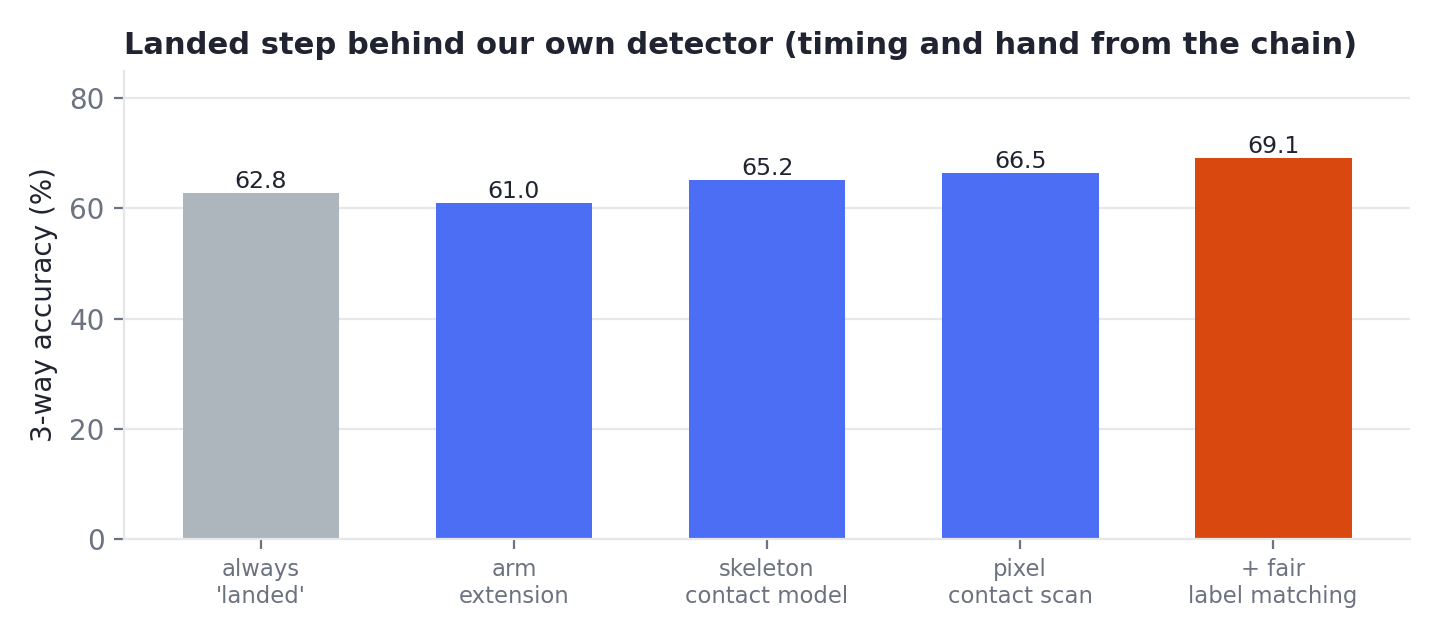 Landed step behind our own detector (timing and hand from the chain)
3-way accuracy (%)
80
60
40
20
0
62.8
61.0
65.2
66.5
69.1
always
'landed'
arm
extension
skeleton
contact model
pixel
contact scan
+ fair
label matching